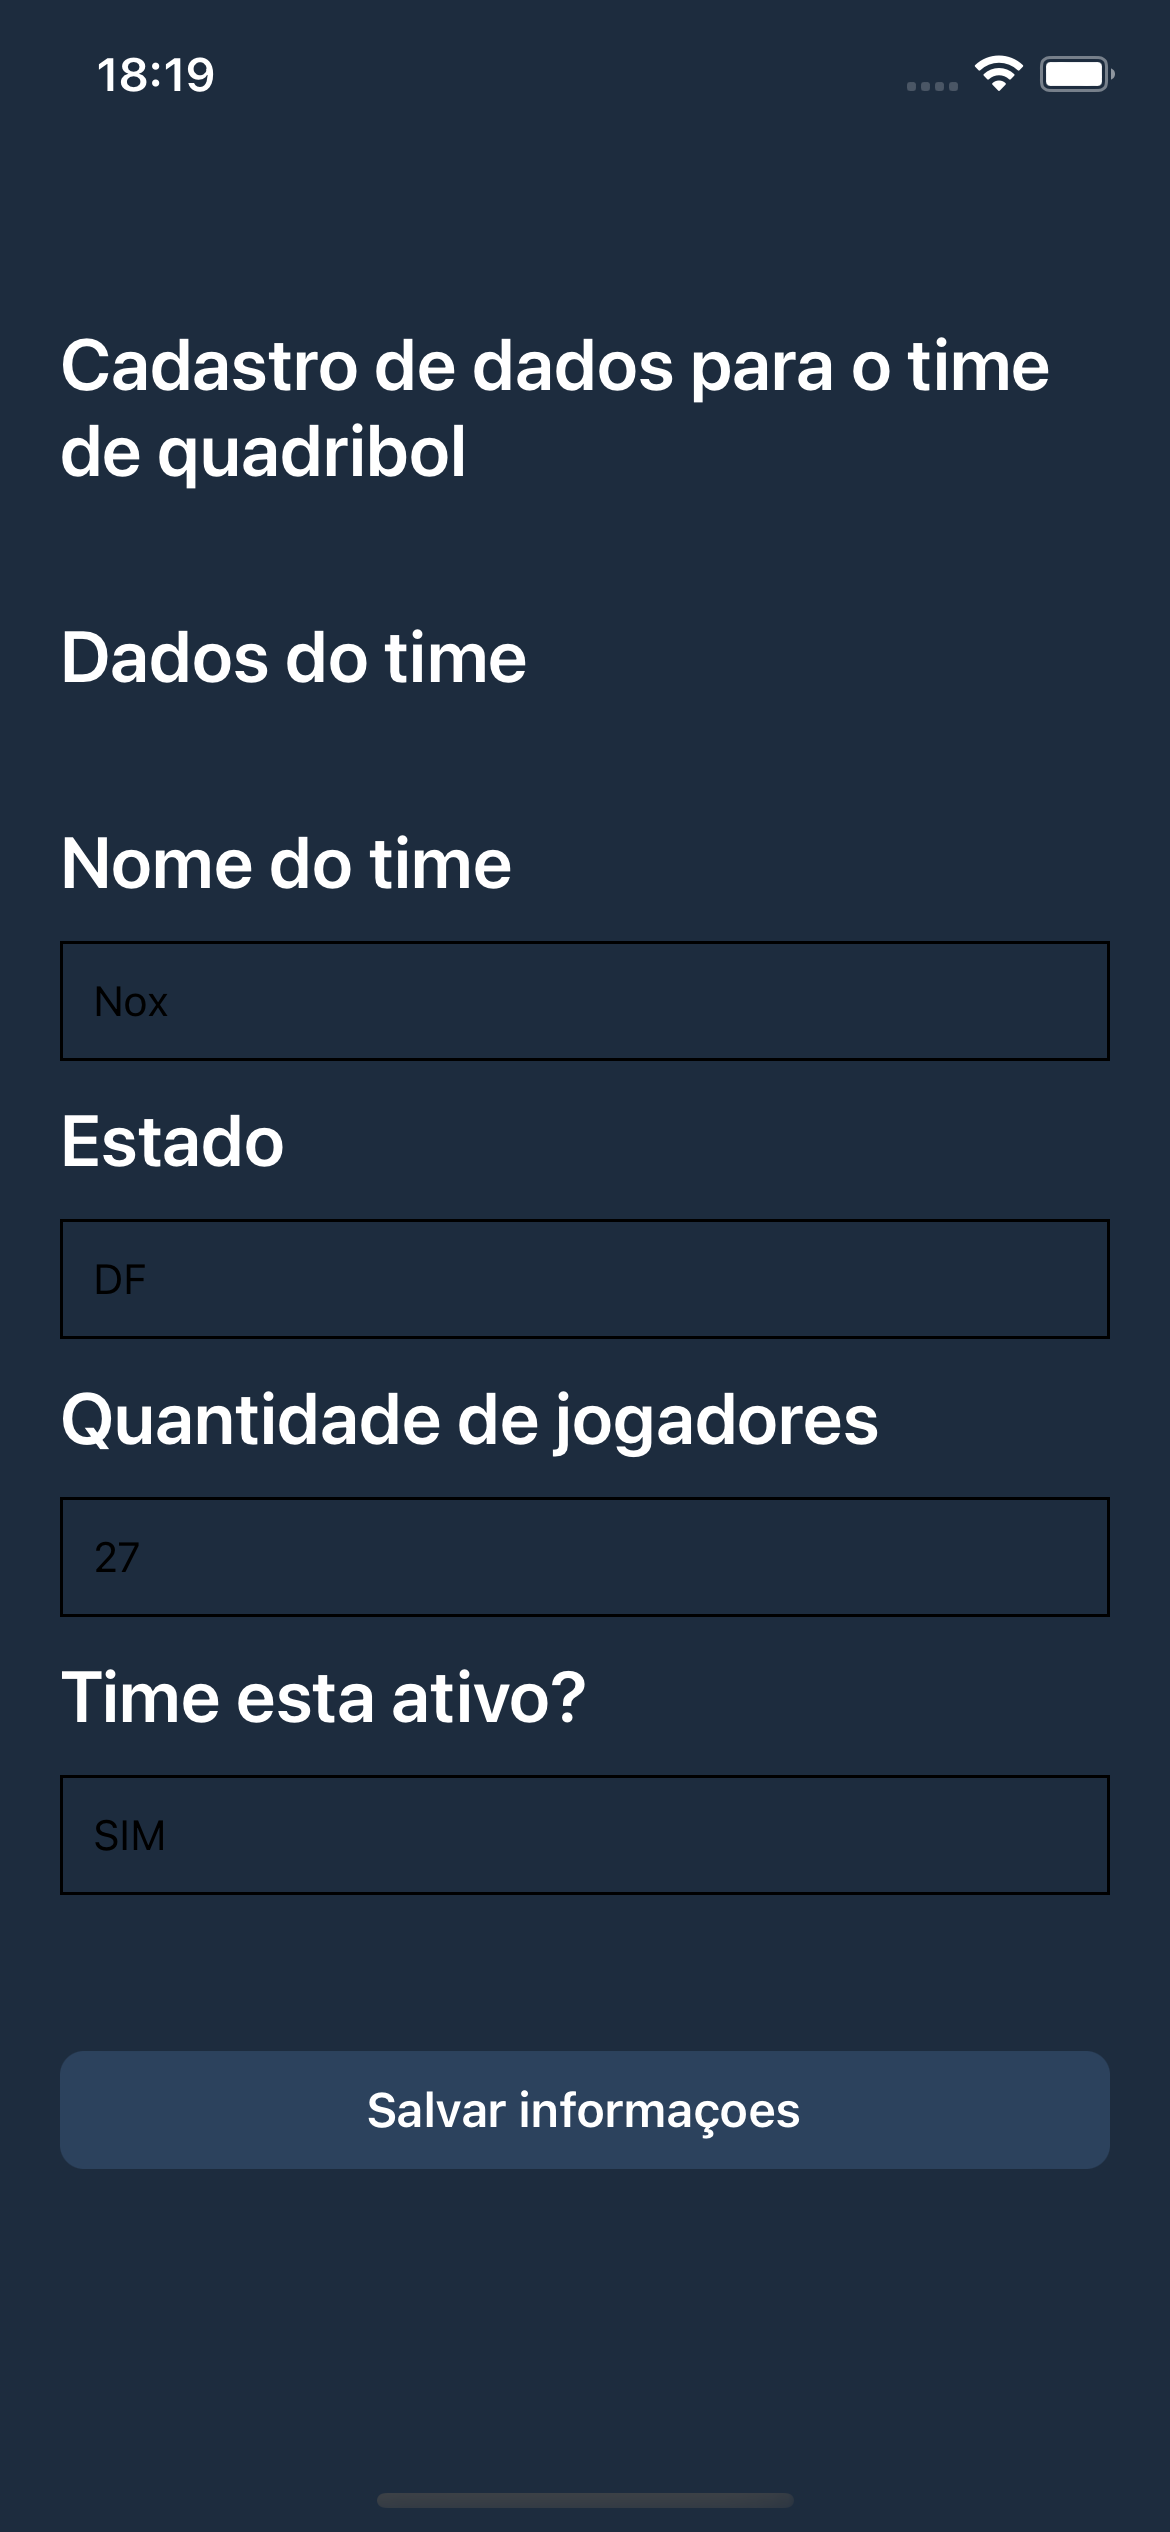 18:19
Cadastro de dados para o time
de quadribol
Dados do time
Nome do time
Nox
Estado
DF
Quantidade de jogadores
27
Time esta ativo?
SIM
Salvar informaçoes